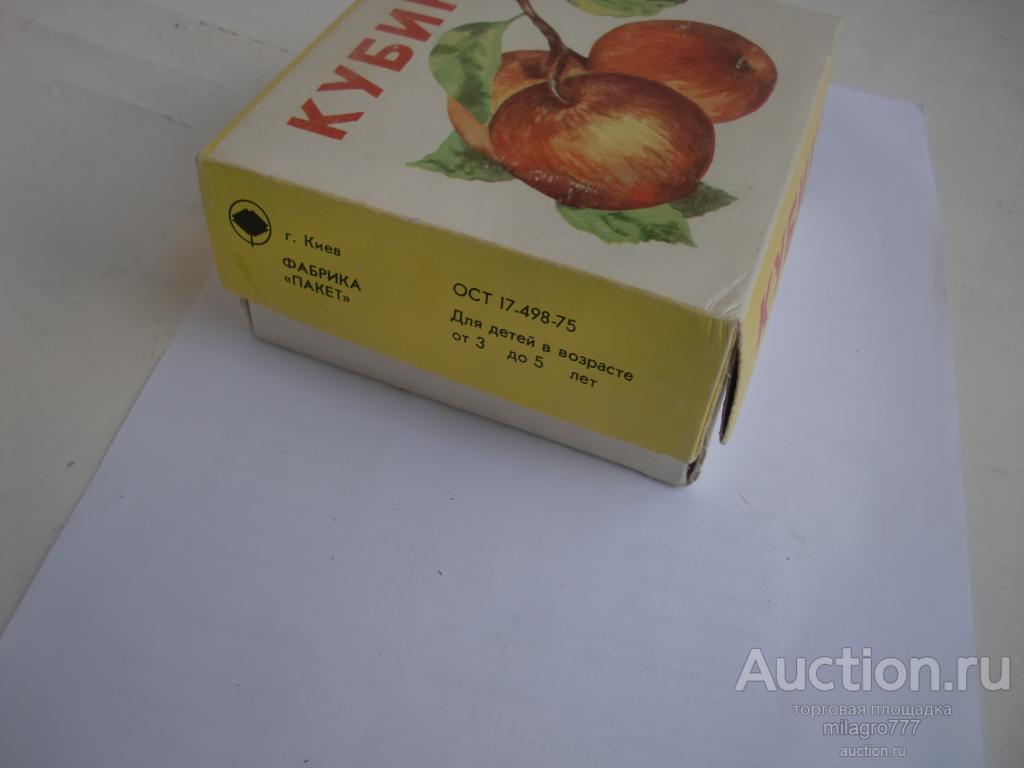 КУБИК
г. Киев
ФАБРИКА
«ПАКЕТ»
ОСТ 17-498-75
Для детей в возрасте
от 3 до 5 лет
Auction.ru
торговая площадка
milagro777
auction.ru